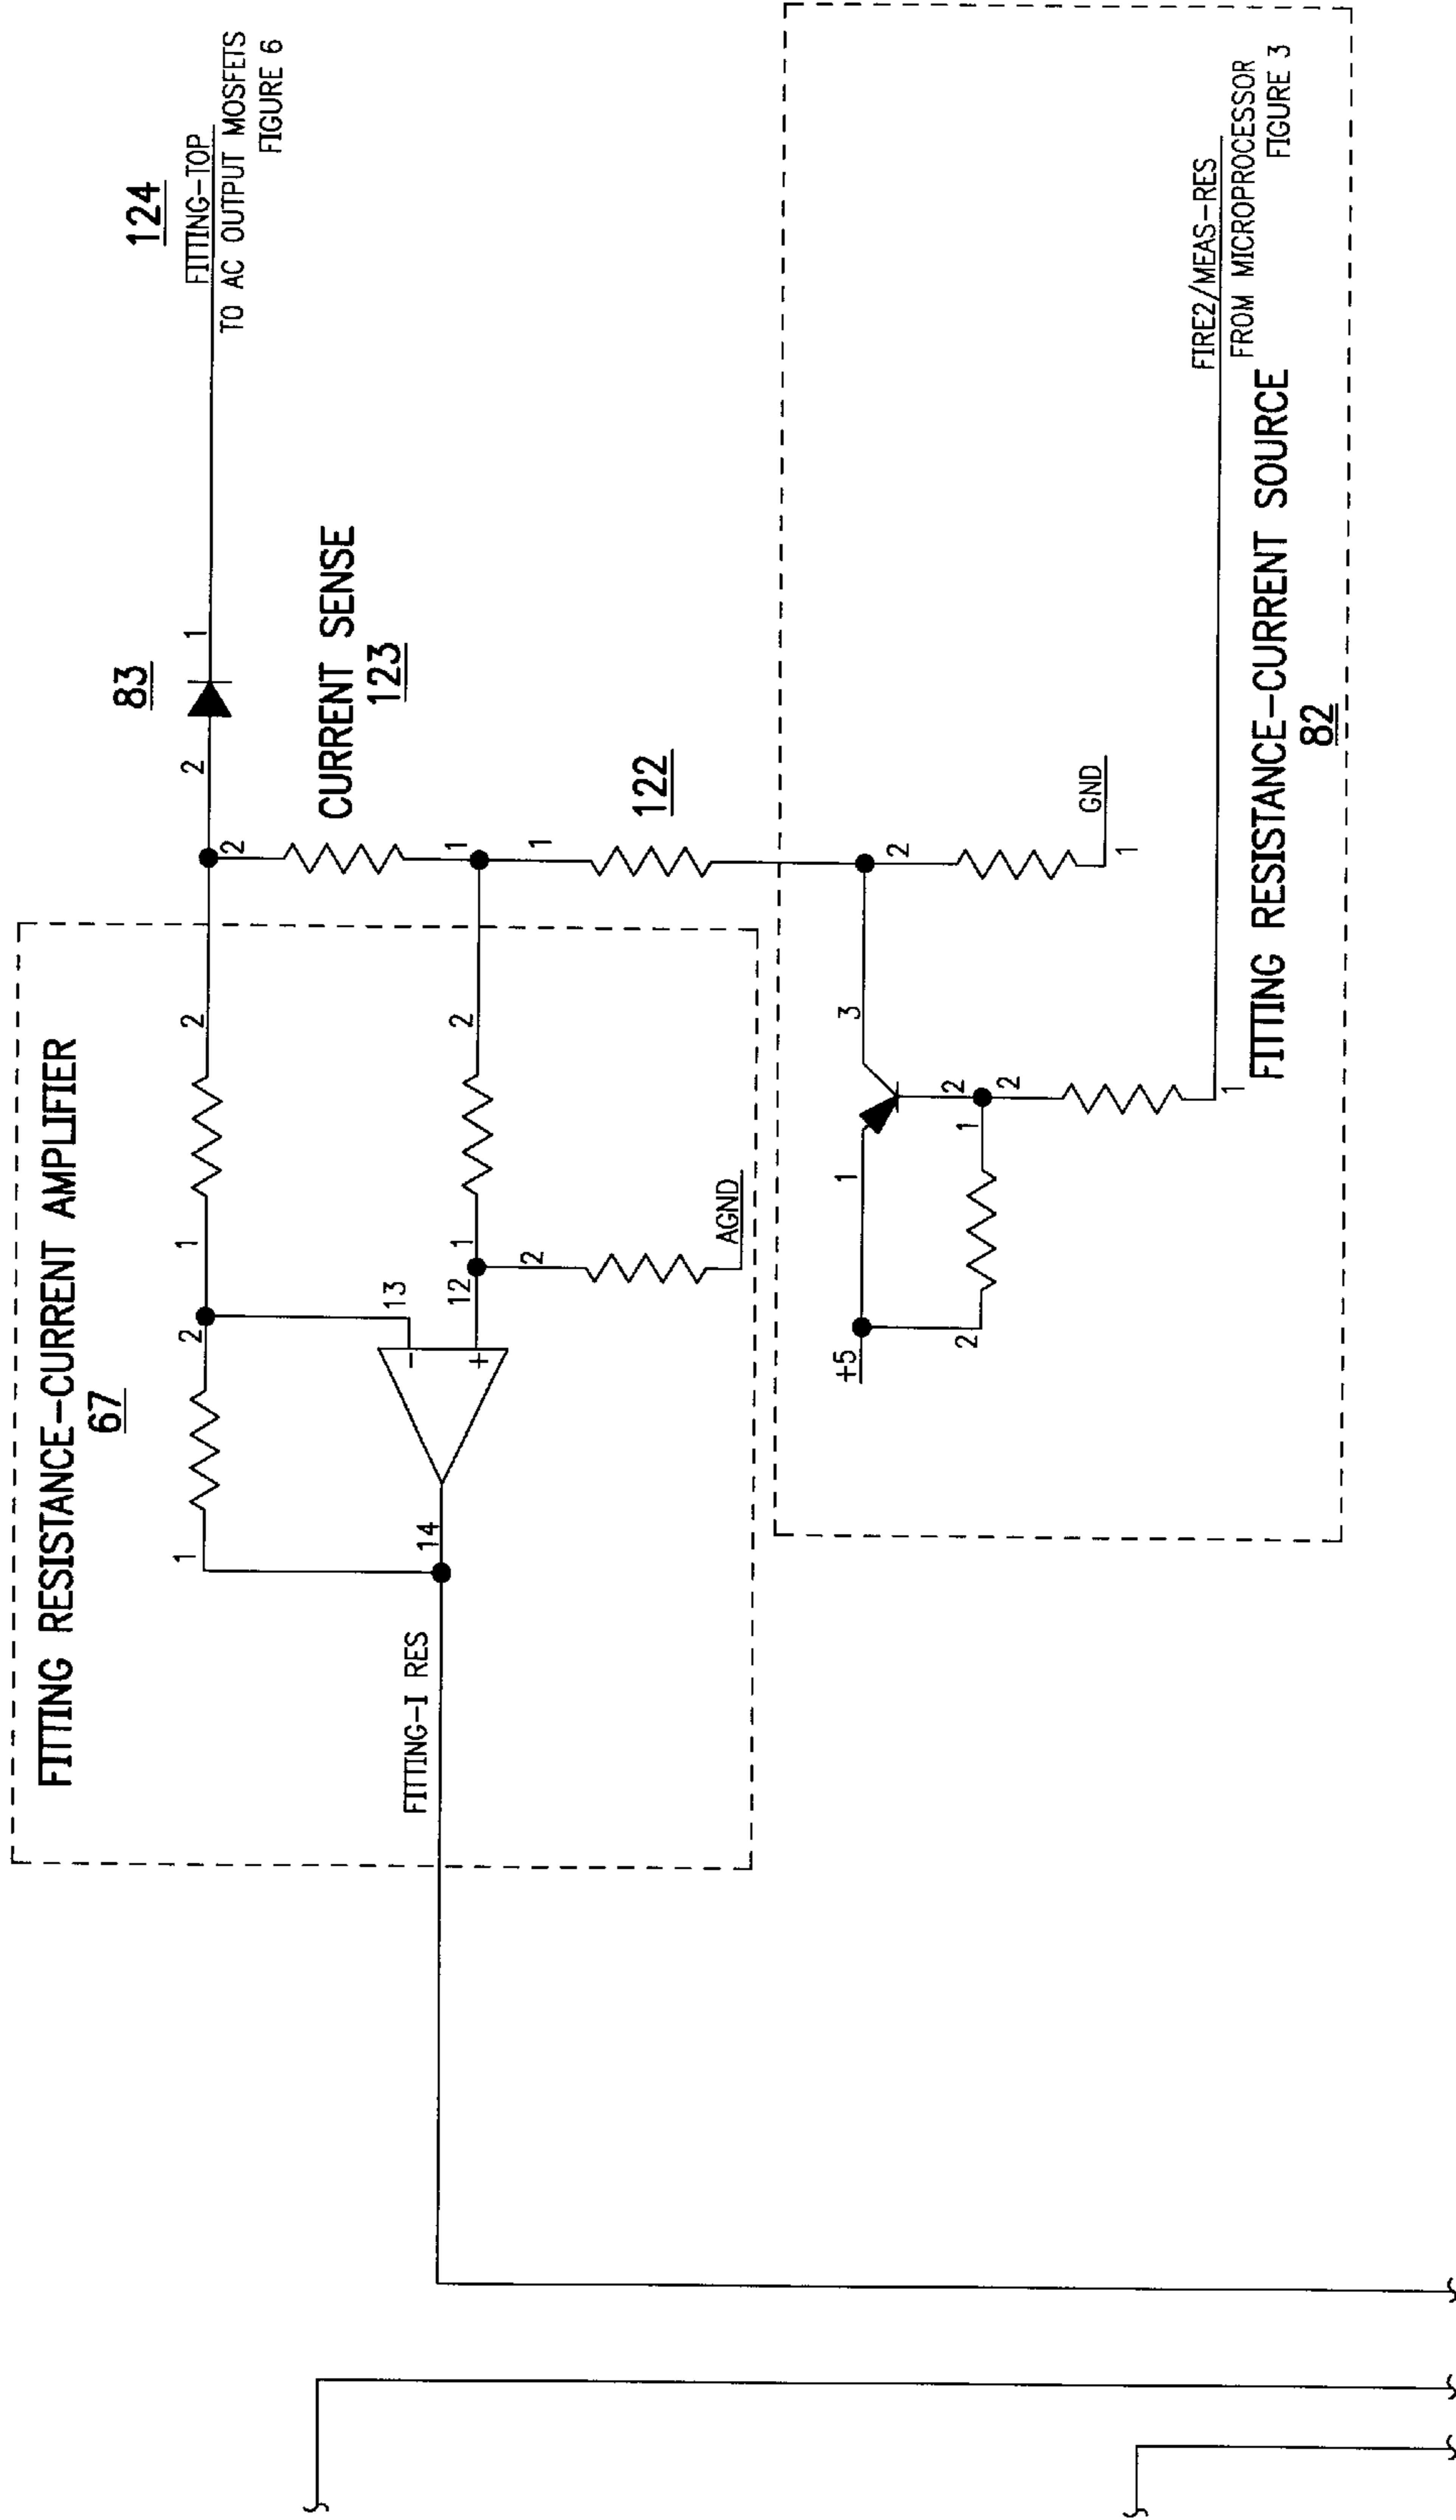 FITTING RESISTANCE-CURRENT AMPLIFIER
67
83
124
1
2
1
2
2
1
FITTING-TOP
TO AC OUTPUT MOSFETS
FIGURE 6
2
CURRENT SENSE
123
FITTING-I RES
14
-
13
+
12
1
2
1
2
1
122
AGND
+5
1
3
2
2
1
2
2
GND
1
FIRE2/MEAS-RES
FROM MICROPROCESSOR
FIGURE 3
1
FITTING RESISTANCE-CURRENT SOURCE
82